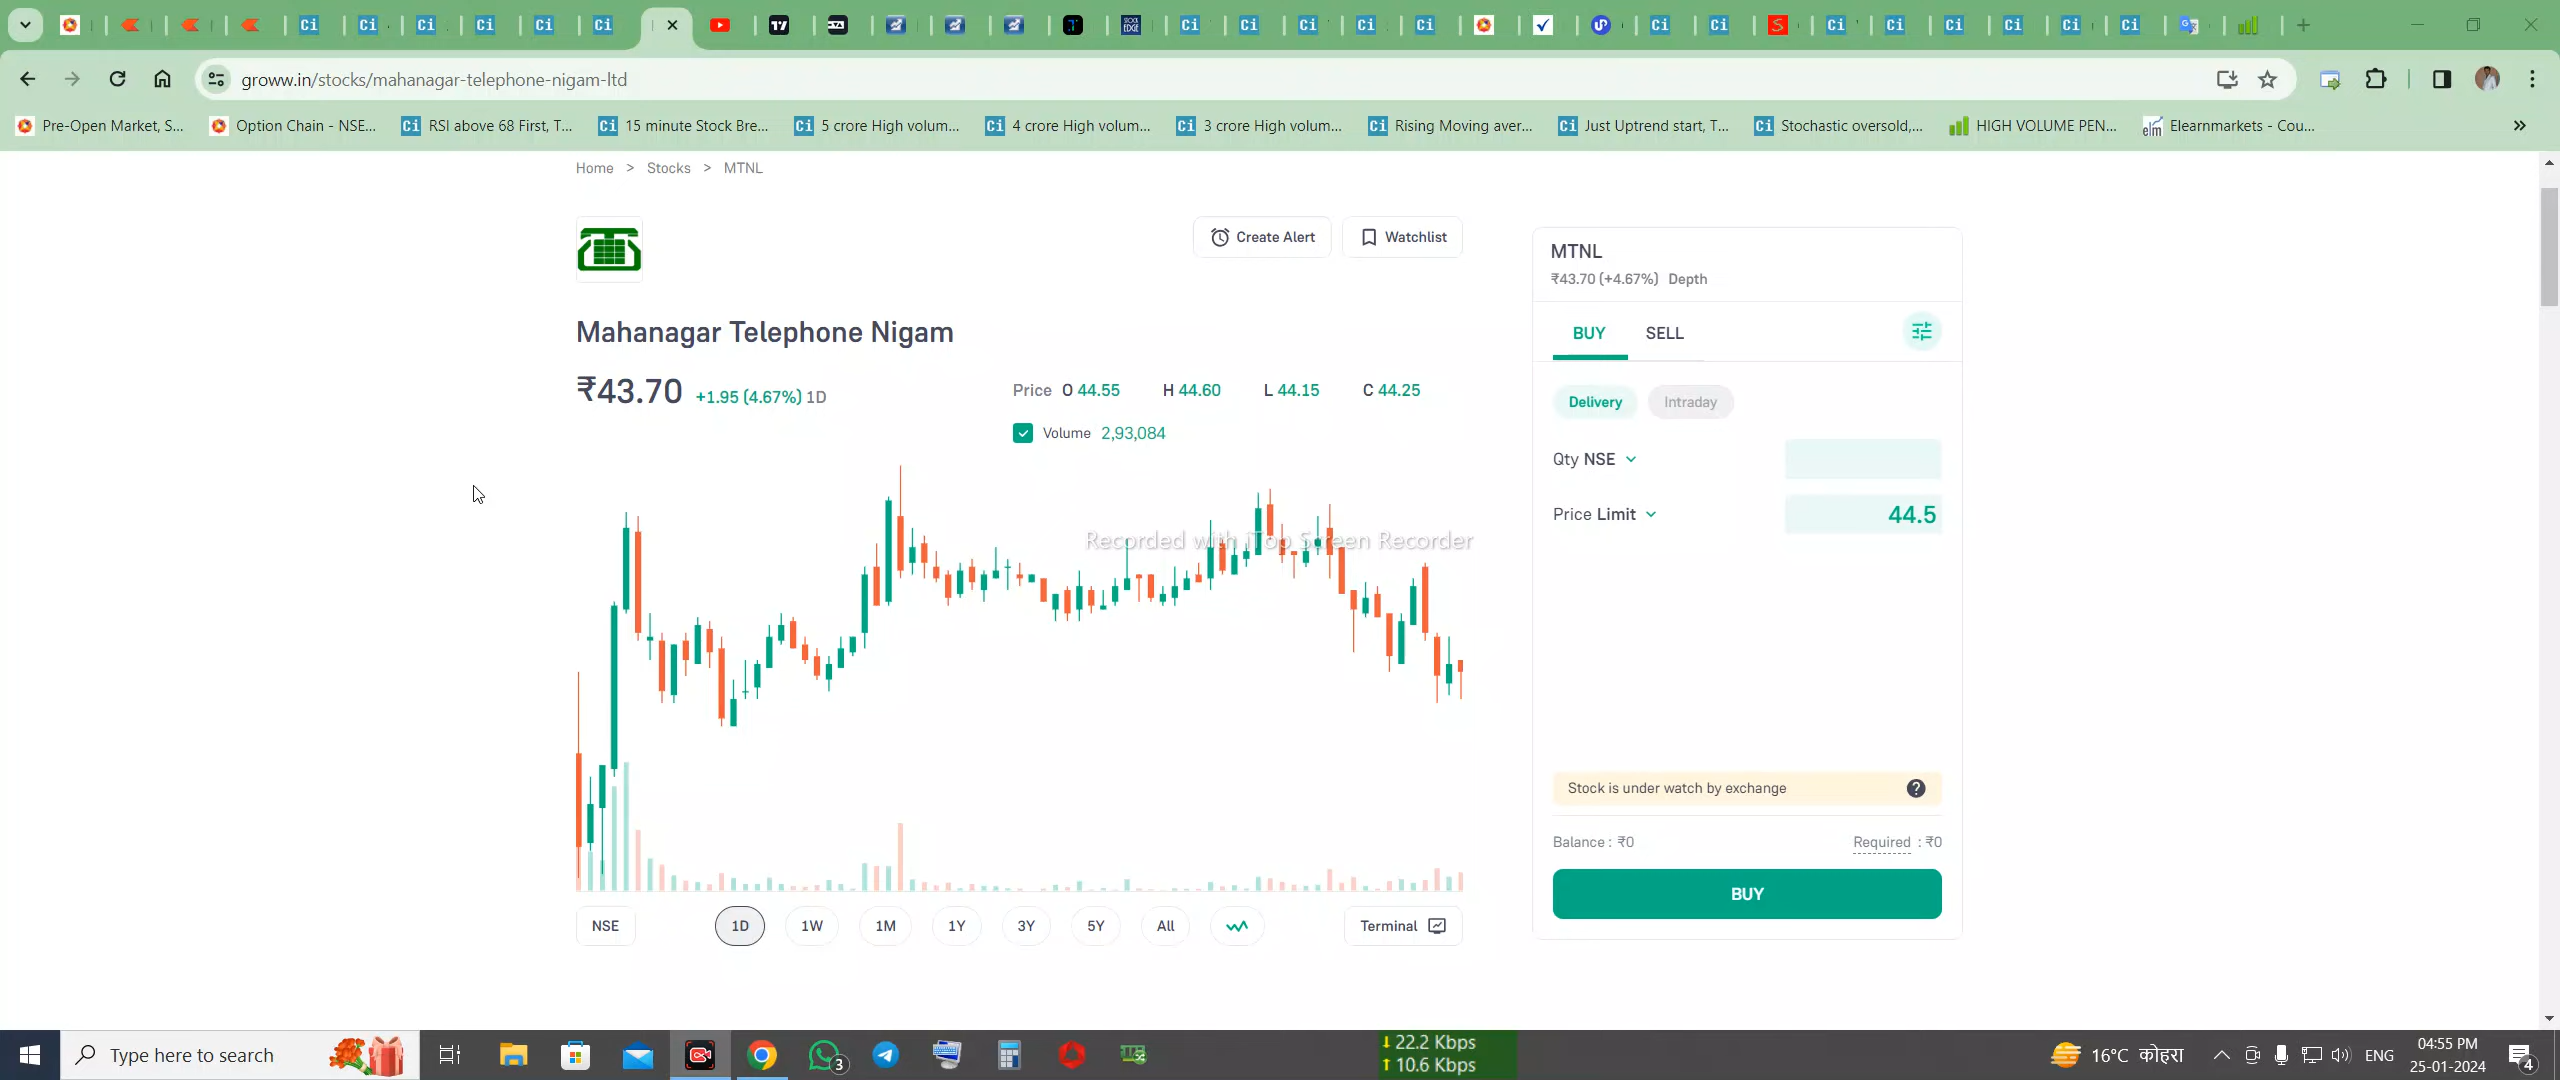 groww.in/stocks/mahanagar-telephone-nigam-ltd
Pre-Open Market, S...
Option Chain - NSE...
RSI above 68 First, T...
15 minute Stock Bre...
5 crore High volum...
4 crore High volum...
3 crore High volum...
Rising Moving aver...
Just Uptrend start, T...
Stochastic oversold,...
HIGH VOLUME PEN...
Elearnmarkets - Cou...
Home > Stocks > MTNL
Create Alert
Watchlist
Mahanagar Telephone Nigam
₹43.70 +1.95 (4.67%) 1D
Price O 44.55 H 44.60 L 44.15 C 44.25
Volume 2,93,084
Recorded with iTop Screen Recorder
NSE
1D
1W
1M
1Y
3Y
5Y
All
Terminal
MTNL
₹43.70 (+4.67%) Depth
BUY
SELL
Delivery
Intraday
Qty NSE
Price Limit
44.5
Stock is under watch by exchange
Balance : ₹0
Required : ₹0
BUY
Type here to search
3
22.2 Kbps
10.6 Kbps
16°C कोहरा
ENG
04:55 PM
25-01-2024
4